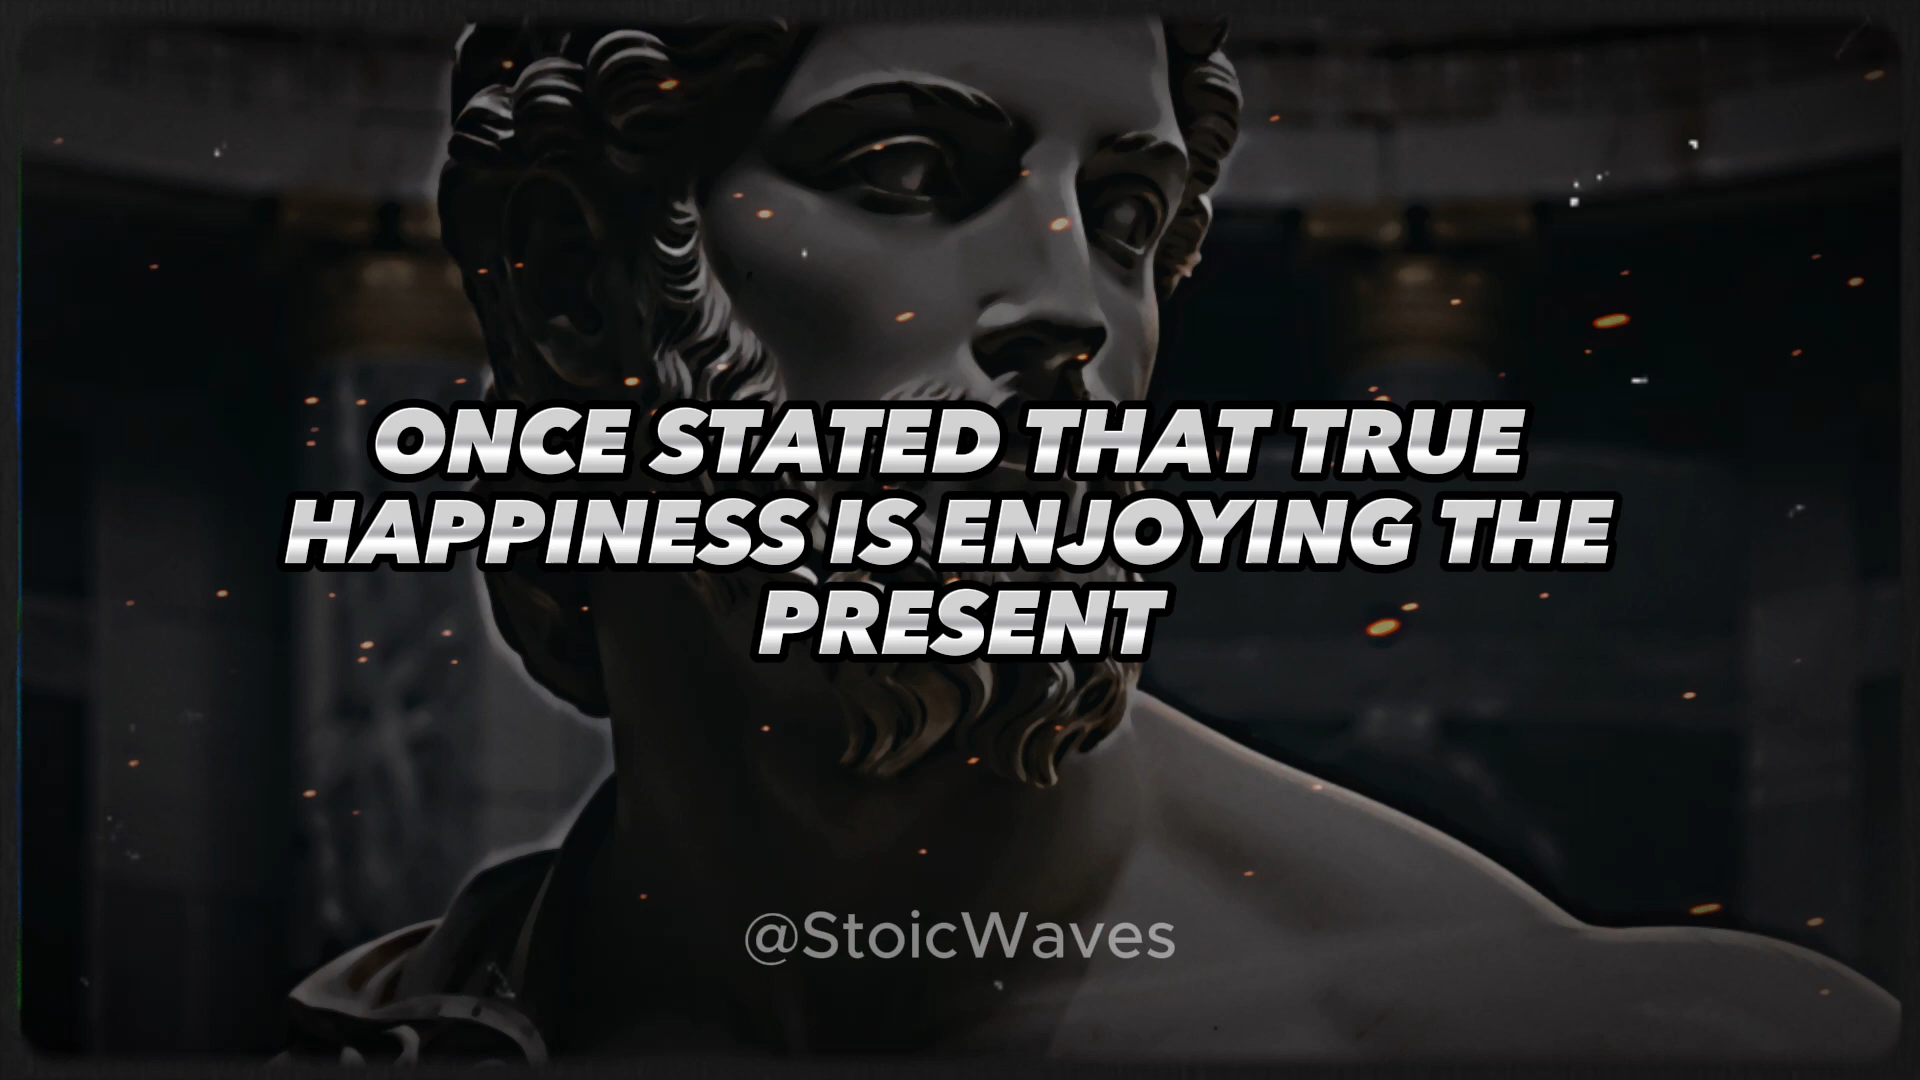 ONCE STATED THAT TRUE
HAPPINESS IS ENJOYING THE
PRESENT
@StoicWaves